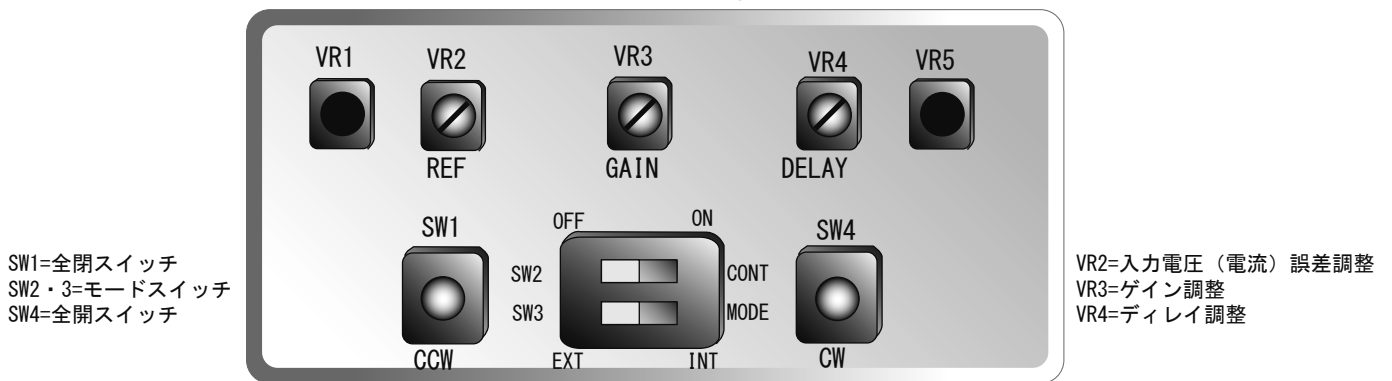 VR1
VR2
VR3
VR4
VR5
REF
GAIN
DELAY
SW1
OFF
ON
SW4
SW2
CONT
SW3
MODE
CCW
EXT
INT
CW
SW1=全閉スイッチ
SW2・3=モードスイッチ
SW4=全開スイッチ
VR2=入力電圧（電流）誤差調整
VR3=ゲイン調整
VR4=ディレイ調整